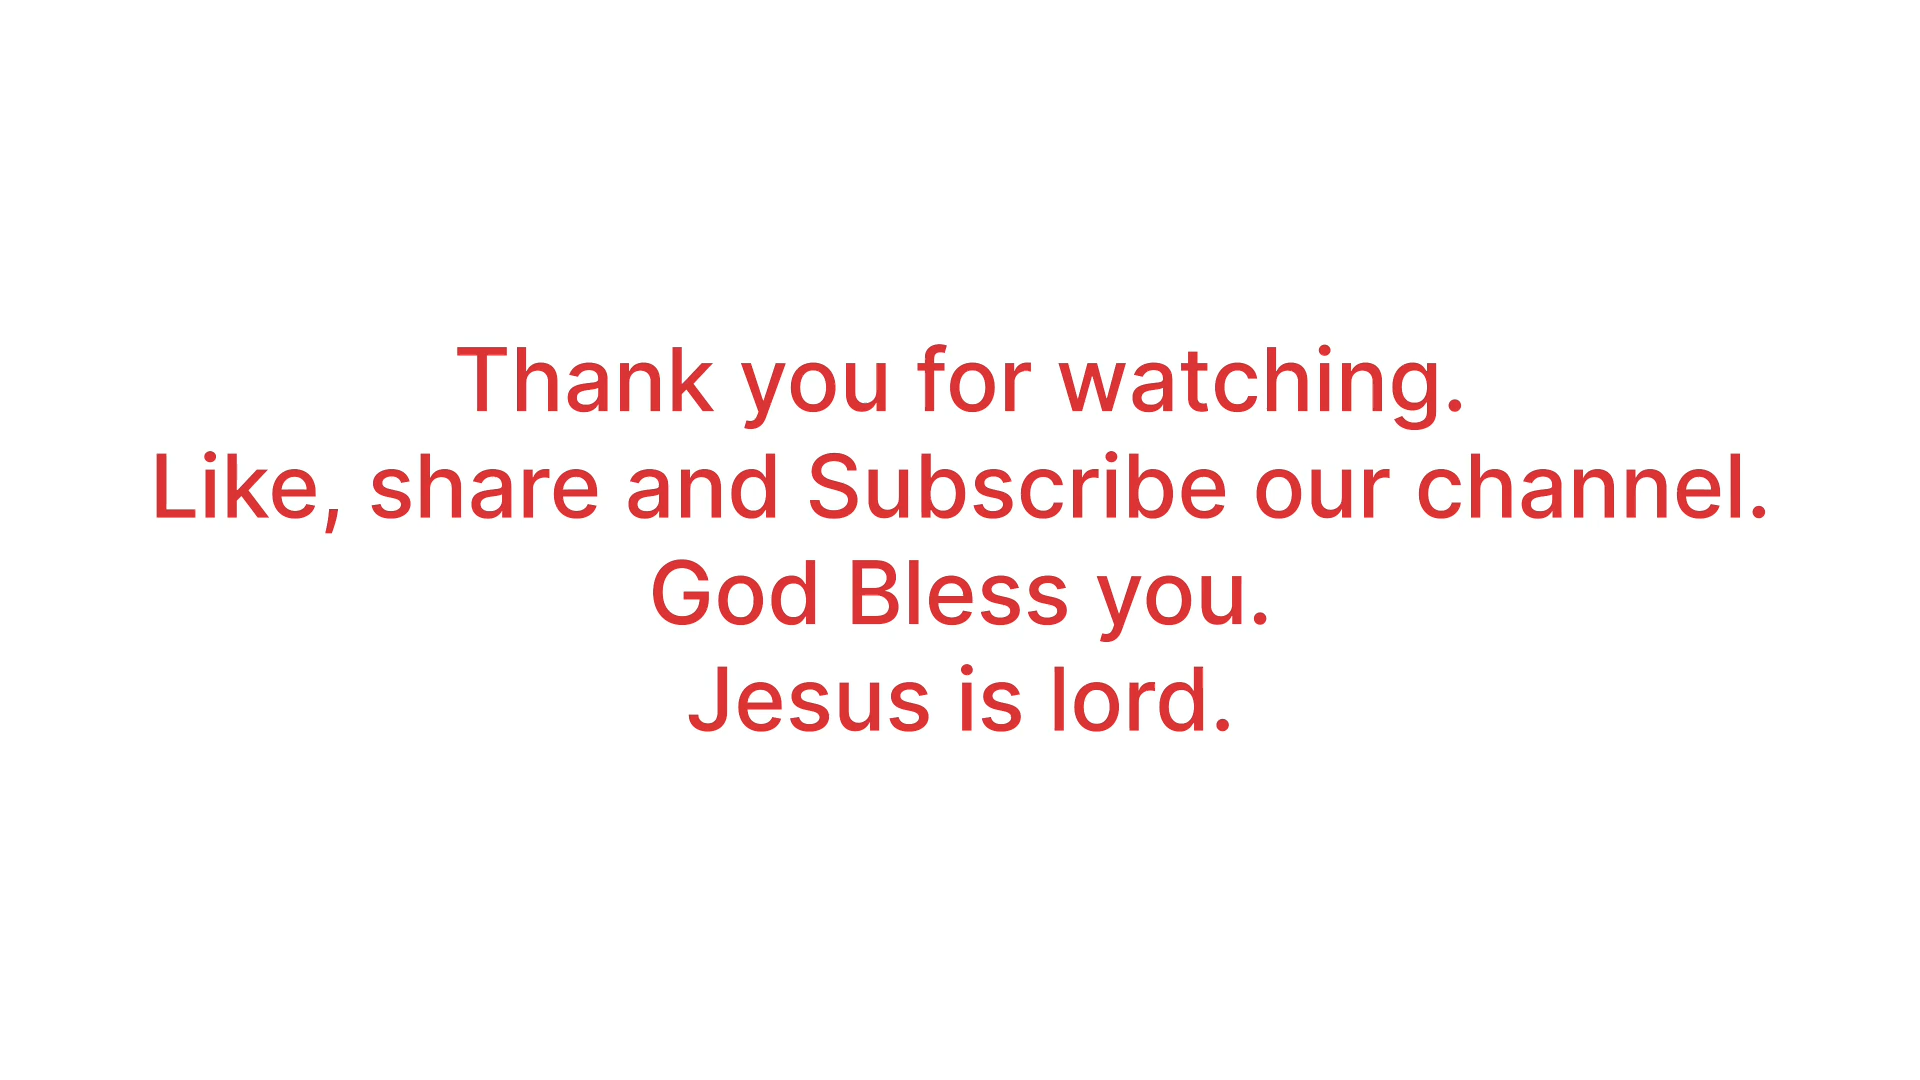 Thank you for watching.
Like, share and Subscribe our channel.
God Bless you.
Jesus is lord.